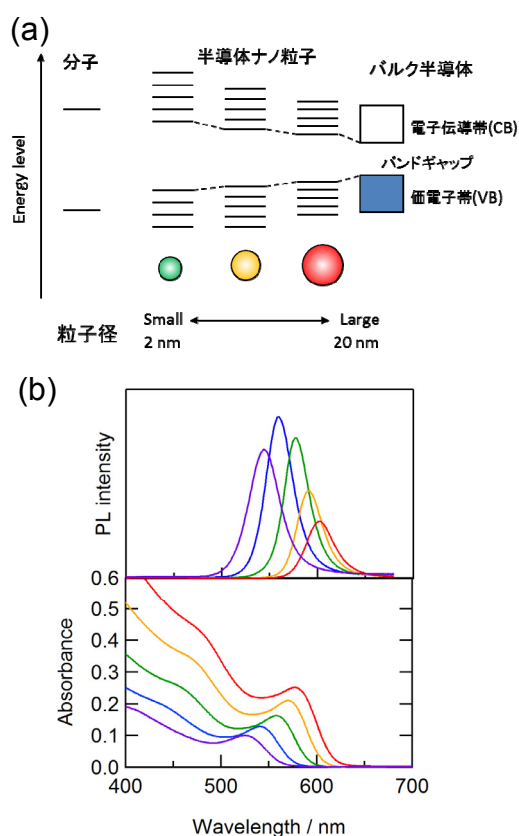 (a)
分子
半導体ナノ粒子
バルク半導体
Energy level
電子伝導帯(CB)
バンドギャップ
価電子帯(VB)
粒子径
Small
2 nm
Large
20 nm
(b)
PL intensity
0.6
0.5
0.4
0.3
0.2
0.1
0.0
Absorbance
400
500
600
700
Wavelength / nm